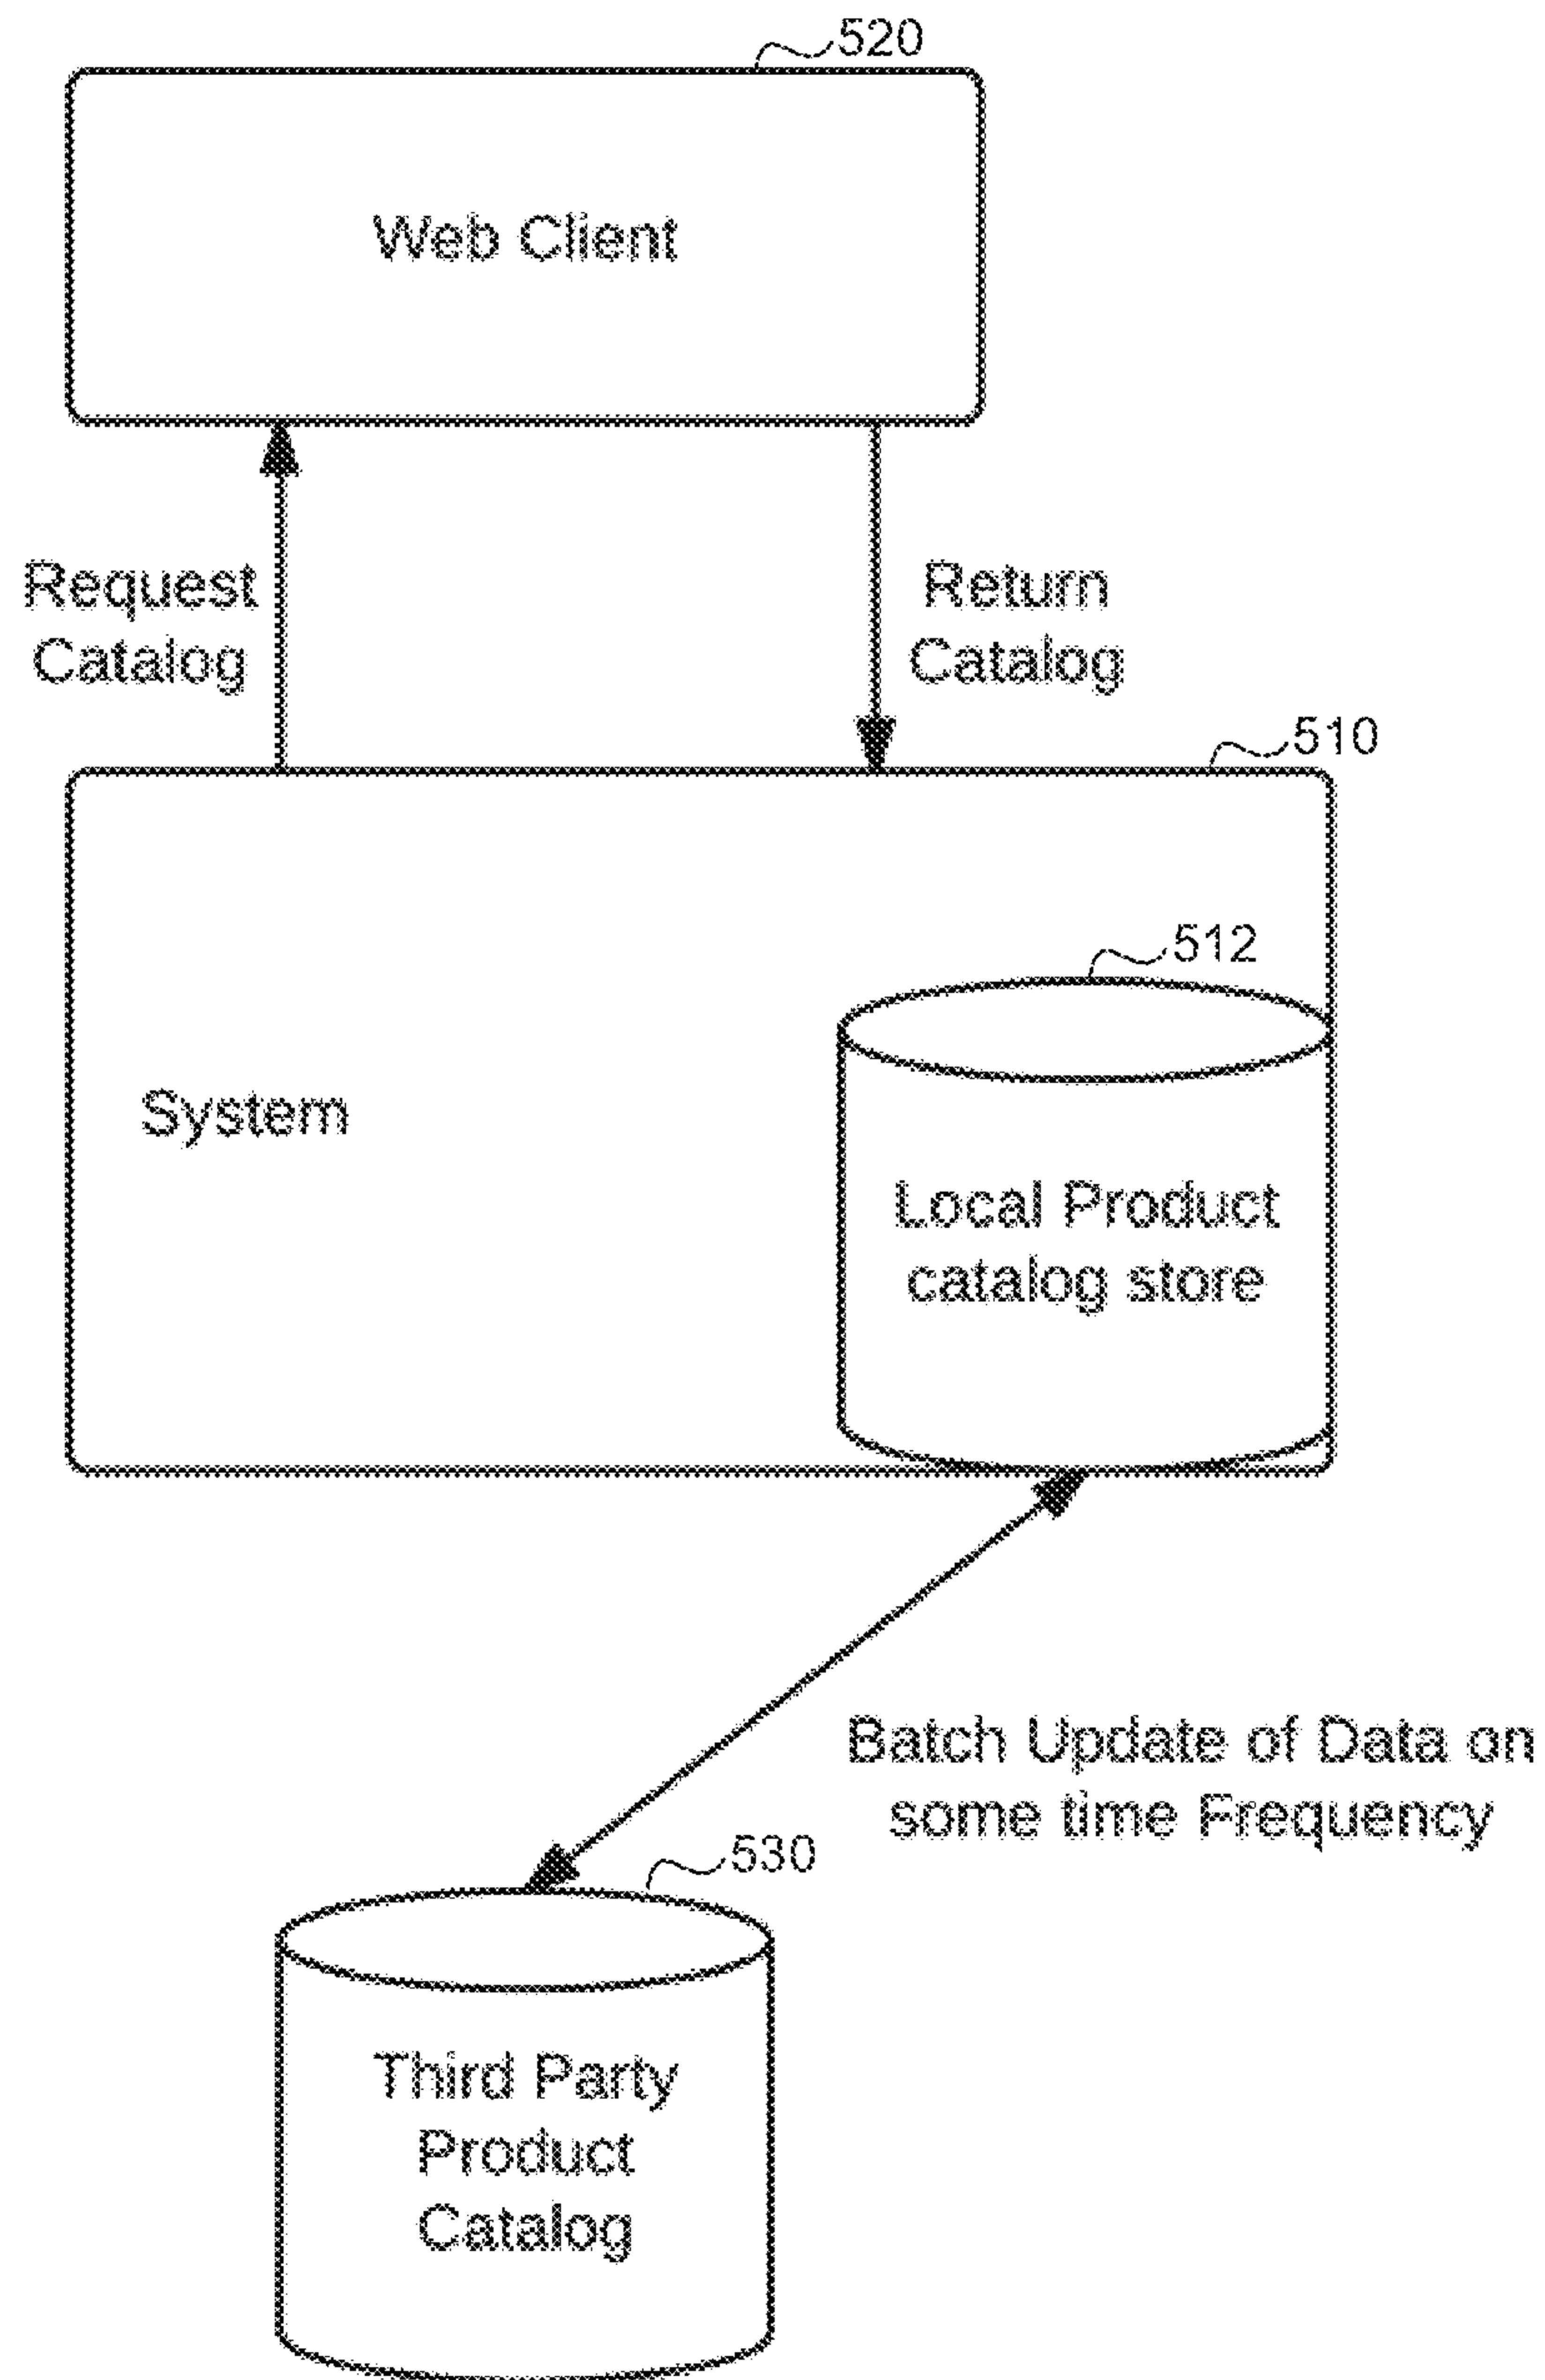 520
Web Client
Request
Catalog
Return
Catalog
510
512
System
Local Product
catalog store
Batch Update of Data on
some time Frequency
530
Third Party
Product
Catalog